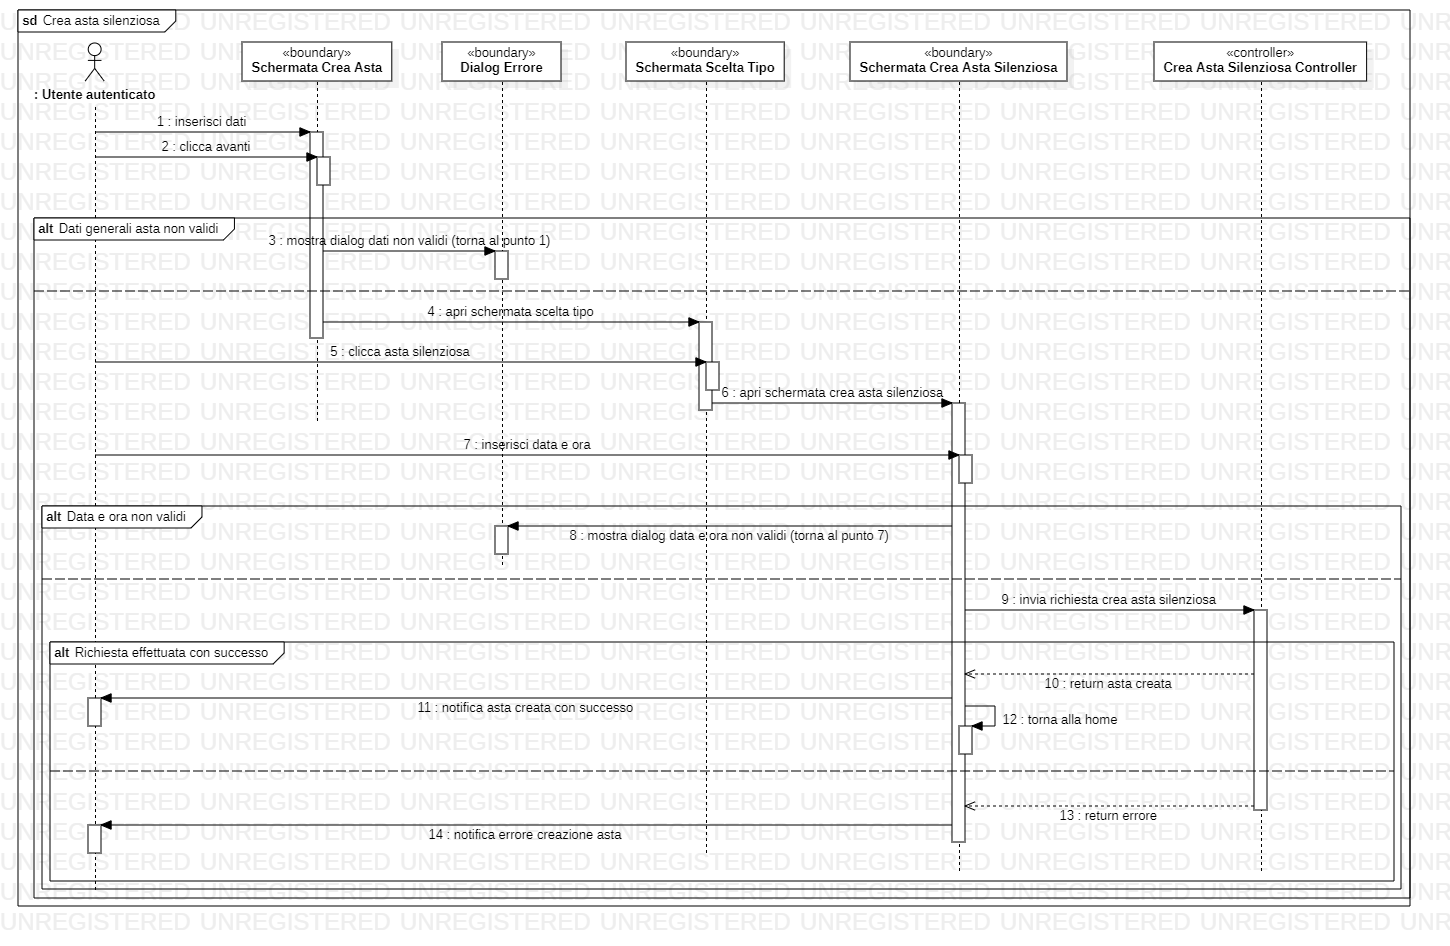 sd Crea asta silenziosa
«boundary» «boundary» «boundary» «boundary» «controller»
Schermata Crea Asta Dialog Errore Schermata Scelta Tipo Schermata Crea Asta Silenziosa Crea Asta Silenziosa Controller
: Utente autenticato
1 : inserisci dati
2 : clicca avanti
alt Dati generali asta non validi
3 : mostra dialog dati non validi (torna al punto 1)
4 : apri schermata scelta tipo
5 : clicca asta silenziosa
6 : apri schermata crea asta silenziosa
7 : inserisci data e ora
alt Data e ora non validi
8 : mostra dialog data e ora non validi (torna al punto 7)
9 : invia richiesta crea asta silenziosa
alt Richiesta effettuata con successo
10 : return asta creata
11 : notifica asta creata con successo
12 : torna alla home
13 : return errore
14 : notifica errore creazione asta
UNREGISTERED